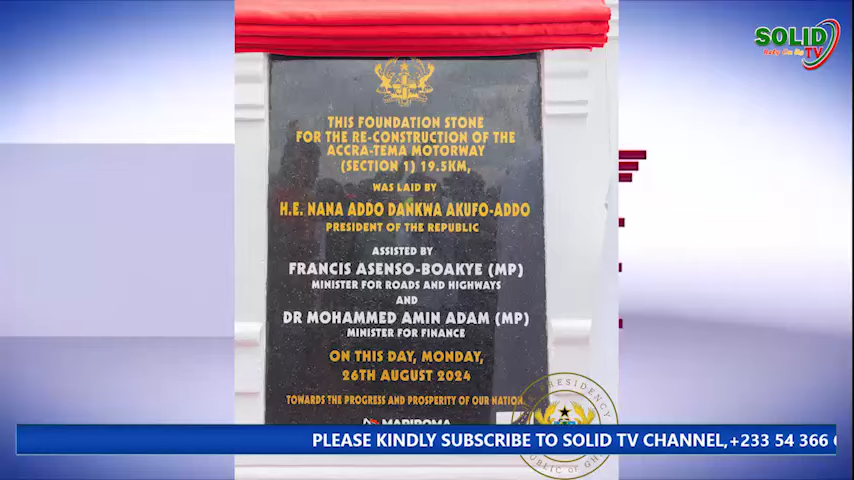 SOLID
TV
THIS FOUNDATION STONE
FOR THE RE-CONSTRUCTION OF THE
ACCRA-TEMA MOTORWAY
(SECTION 1) 19.5KM,
WAS LAID BY
H.E. NANA ADDO DANKWA AKUFO-ADDO
PRESIDENT OF THE REPUBLIC
ASSISTED BY
FRANCIS ASENSO-BOAKYE (MP)
MINISTER FOR ROADS AND HIGHWAYS
AND
DR MOHAMMED AMIN ADAM (MP)
MINISTER FOR FINANCE
ON THIS DAY, MONDAY,
26TH AUGUST 2024
TOWARDS THE PROGRESS AND PROSPERITY OF OUR NATION.
PLEASE KINDLY SUBSCRIBE TO SOLID TV CHANNEL,+233 54 366